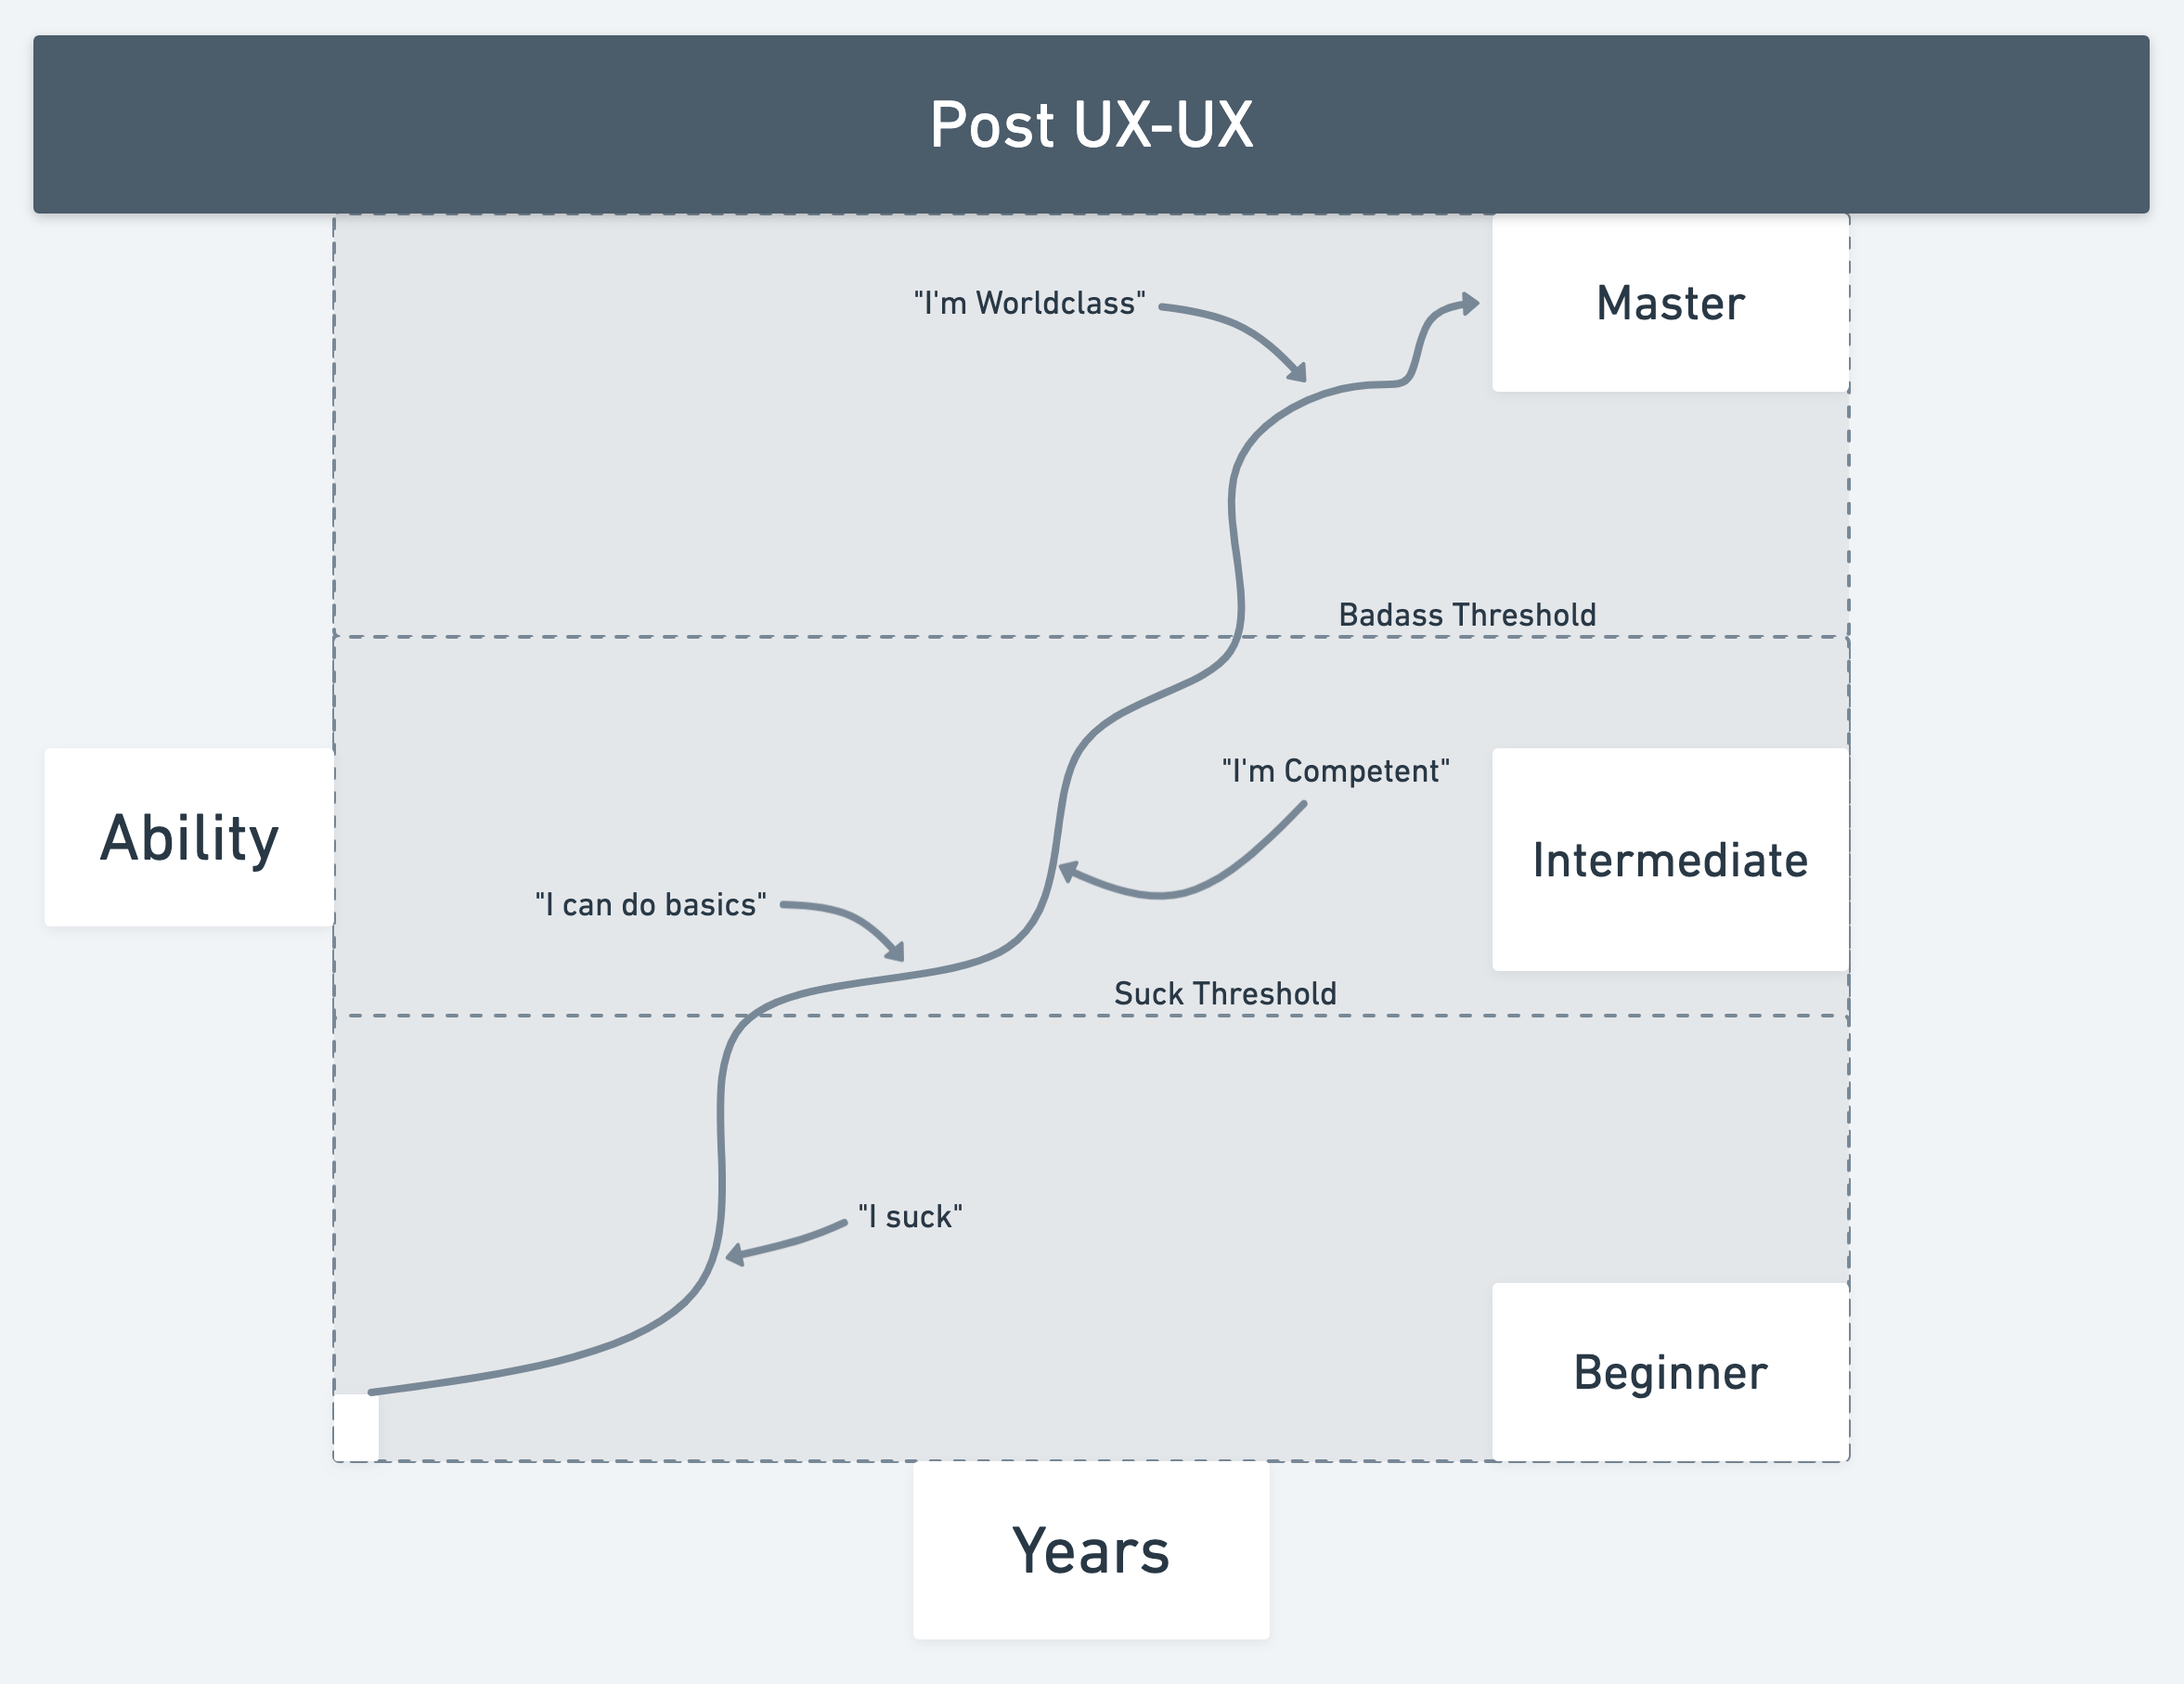 Post UX-UX
"I'm Worldclass"
Master
Badass Threshold
"I'm Competent"
Ability
Intermediate
"I can do basics"
Suck Threshold
"I suck"
Beginner
Years